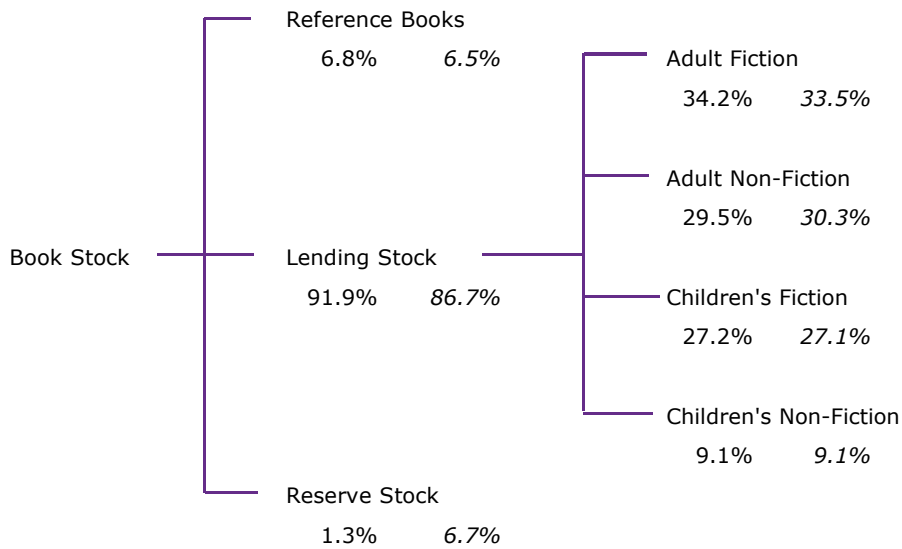 Reference Books
6.8% 6.5%
Adult Fiction
34.2% 33.5%
Adult Non-Fiction
29.5% 30.3%
Book Stock
Lending Stock
91.9% 86.7%
Children's Fiction
27.2% 27.1%
Children's Non-Fiction
9.1% 9.1%
Reserve Stock
1.3% 6.7%